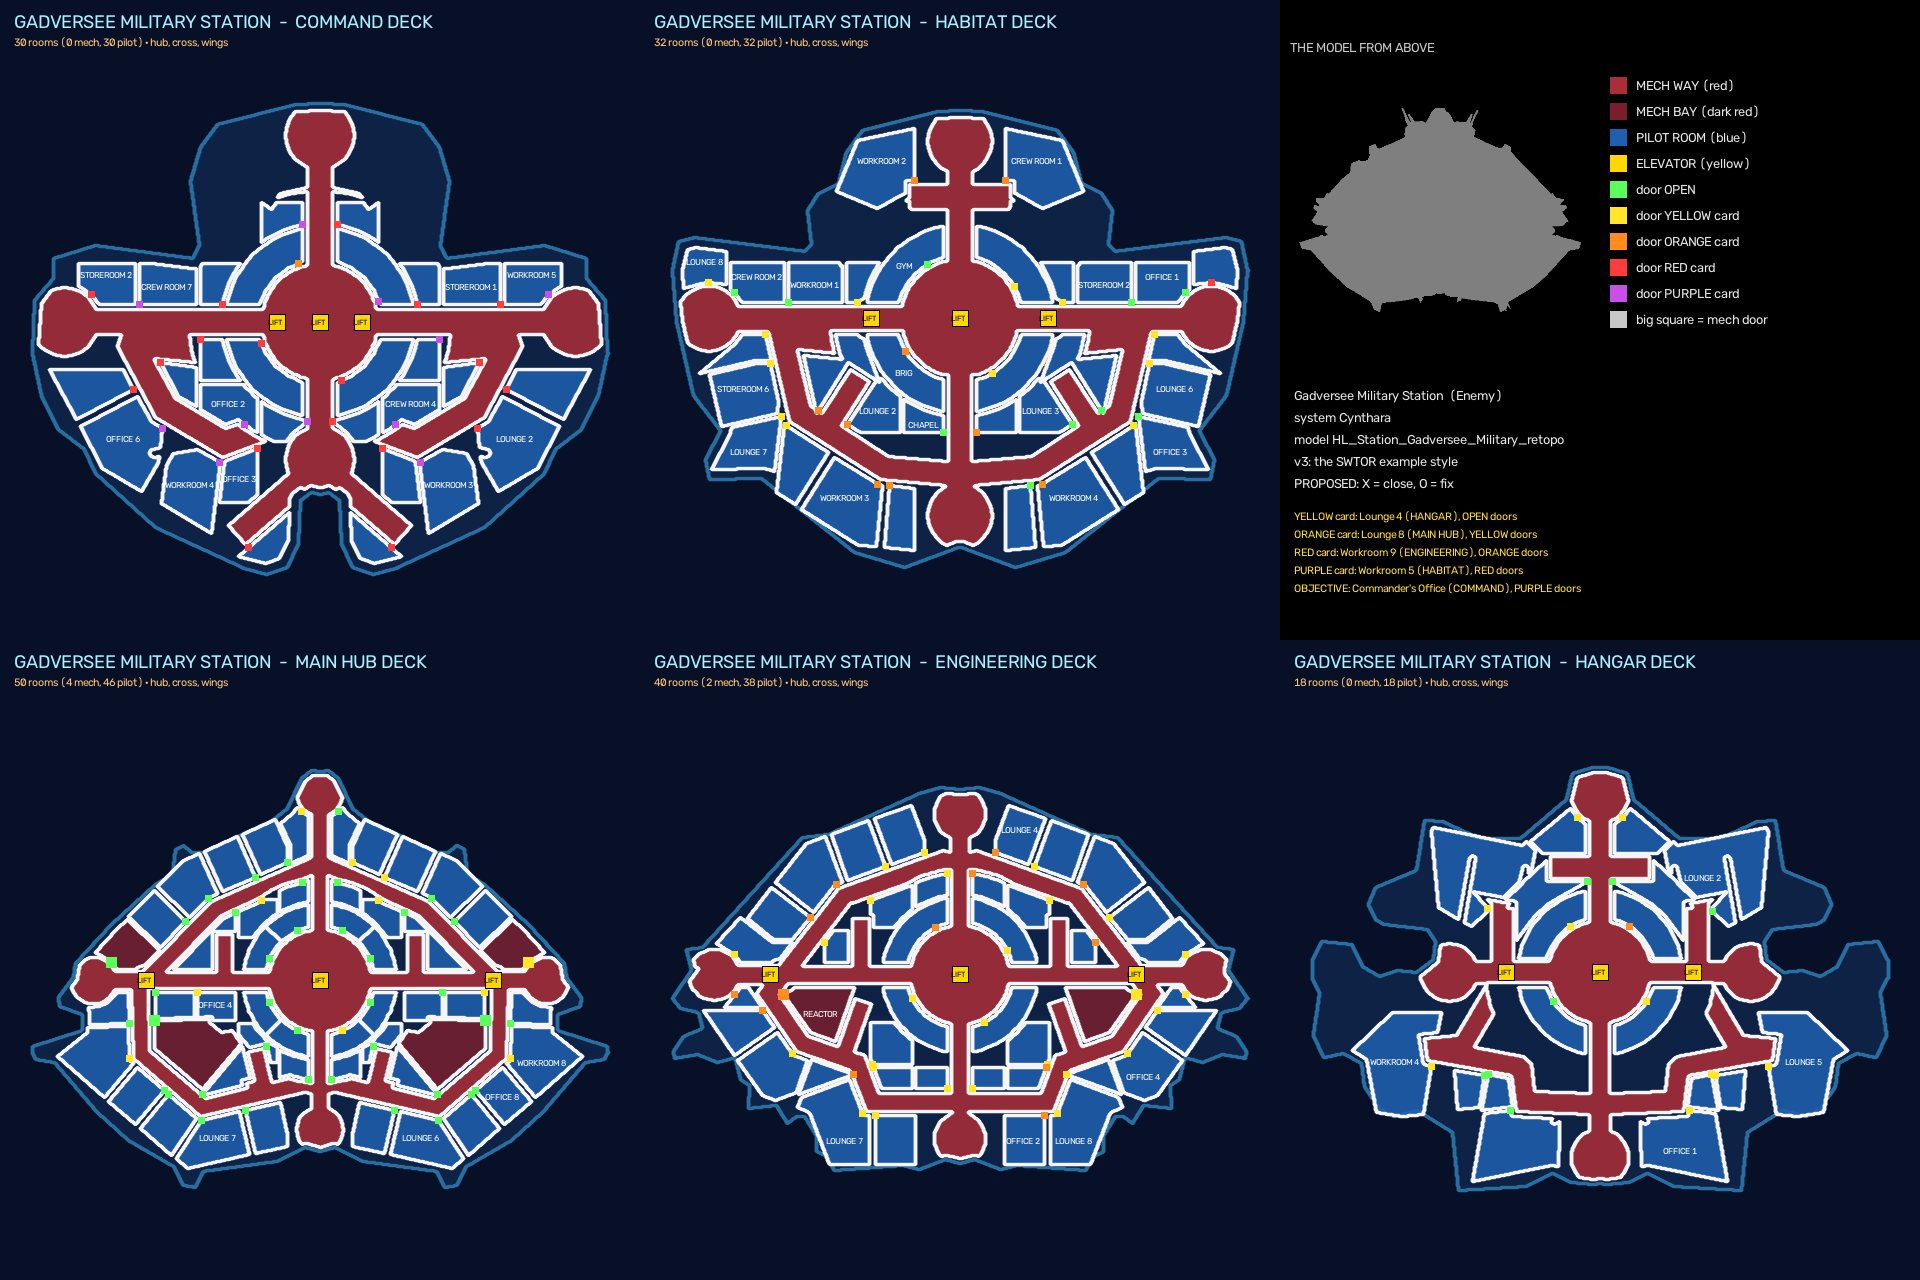 GADVERSEE MILITARY STATION - COMMAND DECK
30 rooms (0 mech, 30 pilot) • hub, cross, wings
STOREROOM 2
CREW ROOM 7
STOREROOM 1
WORKROOM 5
LIFT
LIFT
LIFT
OFFICE 2
CREW ROOM 4
OFFICE 6
LOUNGE 2
WORKROOM 4
OFFICE 3
WORKROOM 3
GADVERSEE MILITARY STATION - HABITAT DECK
32 rooms (0 mech, 32 pilot) • hub, cross, wings
WORKROOM 2
CREW ROOM 1
LOUNGE 8
GYM
CREW ROOM 2
WORKROOM 1
STOREROOM 2
OFFICE 1
LIFT
LIFT
LIFT
BRIG
STOREROOM 6
LOUNGE 6
LOUNGE 2
LOUNGE 3
CHAPEL
LOUNGE 7
OFFICE 3
WORKROOM 3
WORKROOM 4
THE MODEL FROM ABOVE
MECH WAY (red)
MECH BAY (dark red)
PILOT ROOM (blue)
ELEVATOR (yellow)
door OPEN
door YELLOW card
door ORANGE card
door RED card
door PURPLE card
big square = mech door
Gadversee Military Station (Enemy)
system Cynthara
model HL_Station_Gadversee_Military_retopo
v3: the SWTOR example style
PROPOSED: X = close, O = fix
YELLOW card: Lounge 4 (HANGAR), OPEN doors
ORANGE card: Lounge 8 (MAIN HUB), YELLOW doors
RED card: Workroom 9 (ENGINEERING), ORANGE doors
PURPLE card: Workroom 5 (HABITAT), RED doors
OBJECTIVE: Commander's Office (COMMAND), PURPLE doors
GADVERSEE MILITARY STATION - MAIN HUB DECK
50 rooms (4 mech, 46 pilot) • hub, cross, wings
LIFT
LIFT
LIFT
OFFICE 4
WORKROOM 8
OFFICE 8
LOUNGE 7
LOUNGE 6
GADVERSEE MILITARY STATION - ENGINEERING DECK
40 rooms (2 mech, 38 pilot) • hub, cross, wings
LOUNGE 4
LIFT
LIFT
LIFT
REACTOR
OFFICE 4
LOUNGE 7
OFFICE 2
LOUNGE 8
GADVERSEE MILITARY STATION - HANGAR DECK
18 rooms (0 mech, 18 pilot) • hub, cross, wings
LOUNGE 2
LIFT
LIFT
LIFT
WORKROOM 4
LOUNGE 5
OFFICE 1